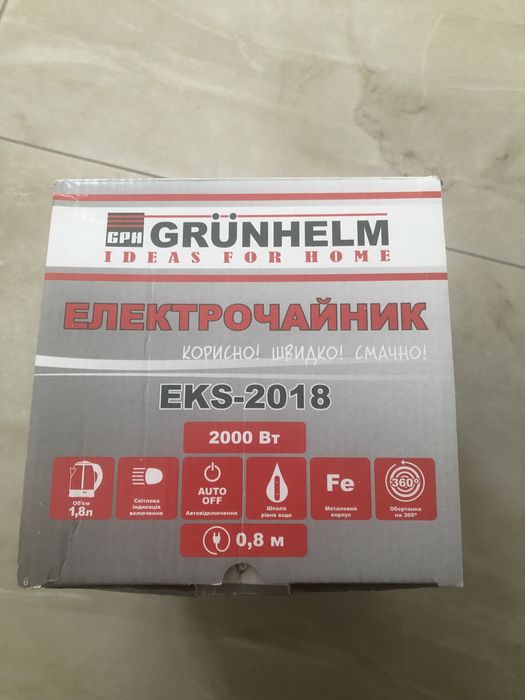 GPH GRÜNHELM
IDEAS FOR HOME
ЕЛЕКТРОЧАЙНИК
КОРИСНО! ШВИДКО! СМАЧНО!
EKS-2018
2000 Вт
Об'єм
1,8л
Світлова
індикація
включення
AUTO
OFF
Автовідключення
Шкала
рівня води
Fe
Металевий
корпус
360°
Обертання
на 360°
0,8 м